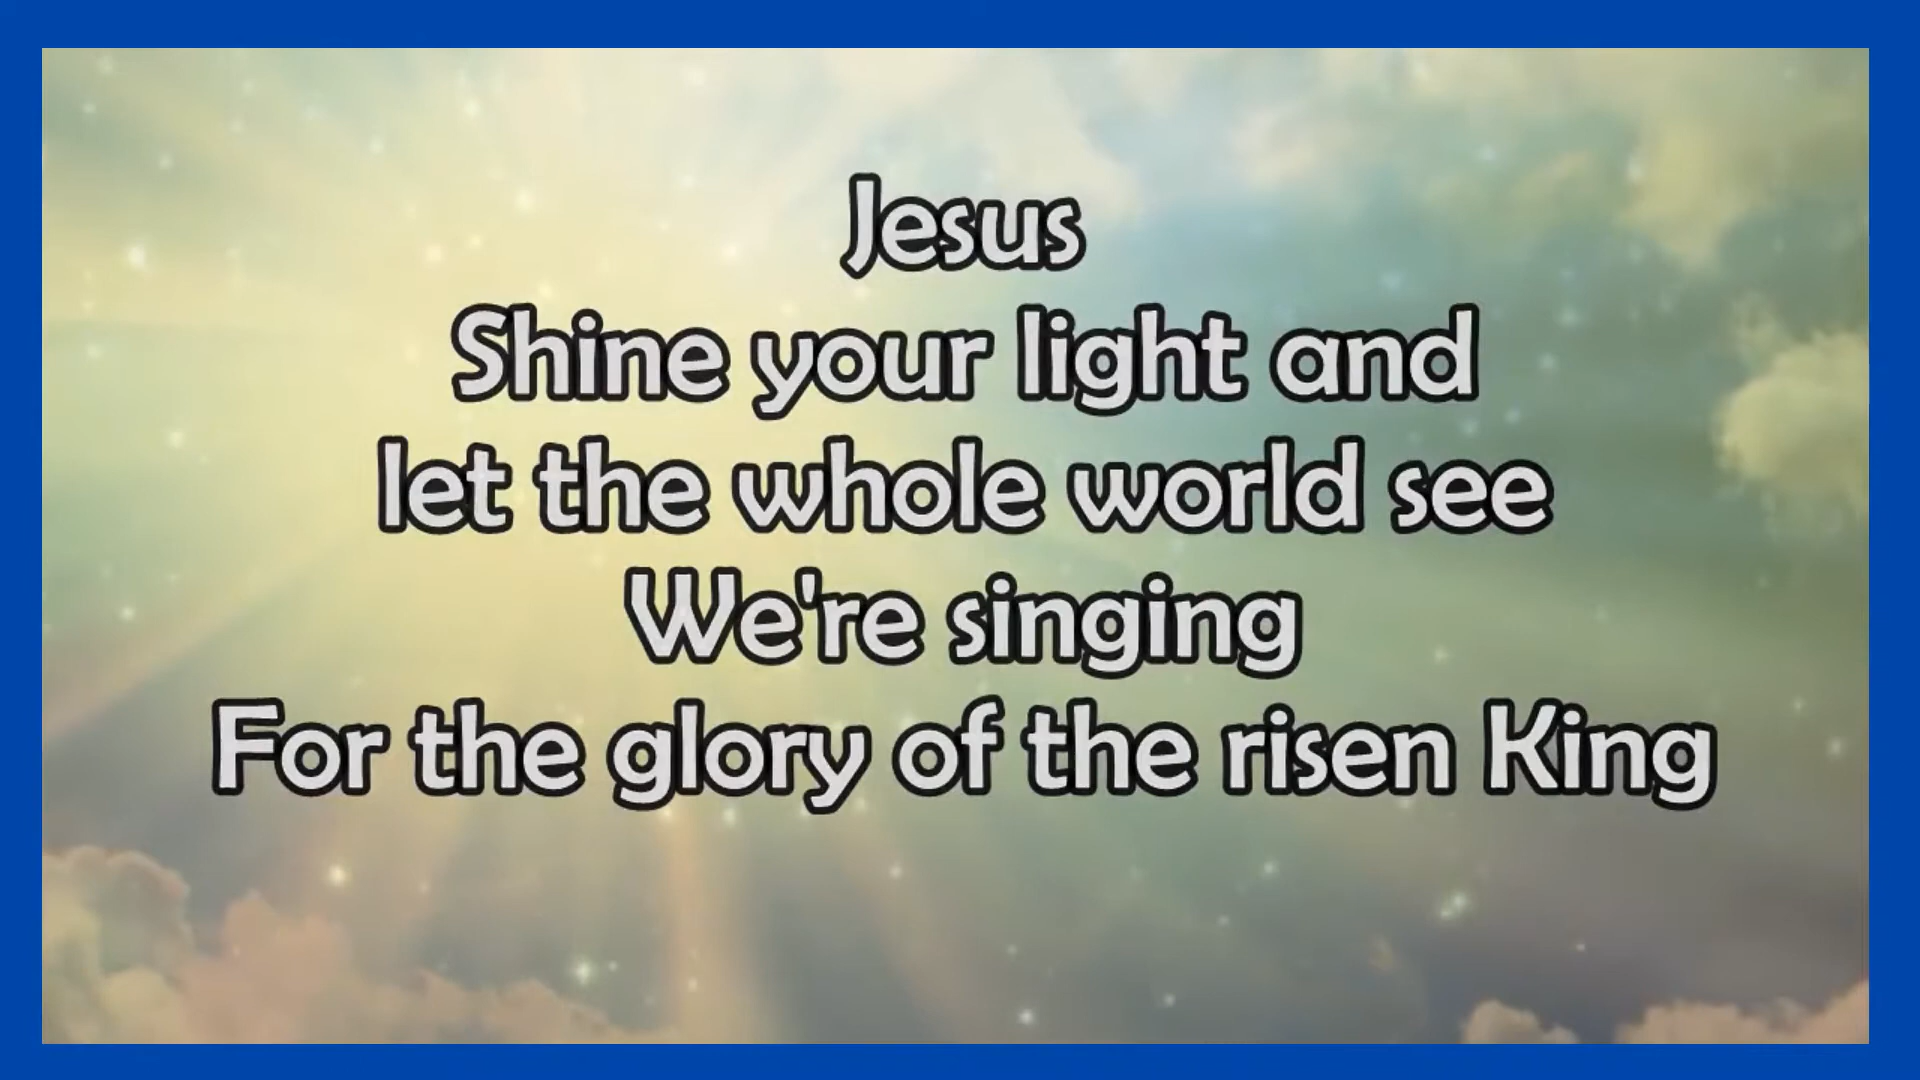 Jesus
Shine your light and
let the whole world see
We're singing
For the glory of the risen King